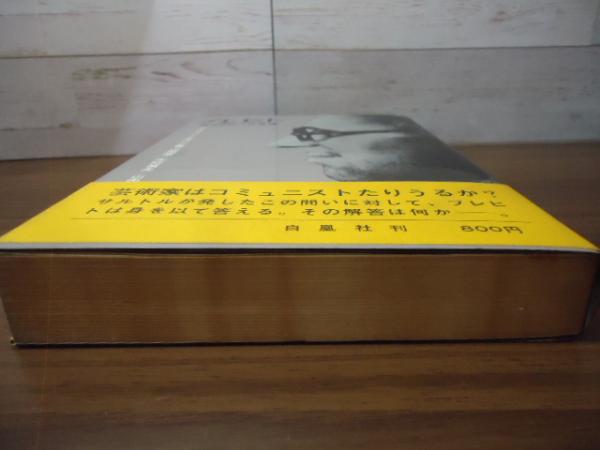 芸術家はコミュニストたりうるか?
サルトルが発したこの問いに対して、ブレヒ
トは身を以て答える。その解答は何か――。
白凰社刊 800円